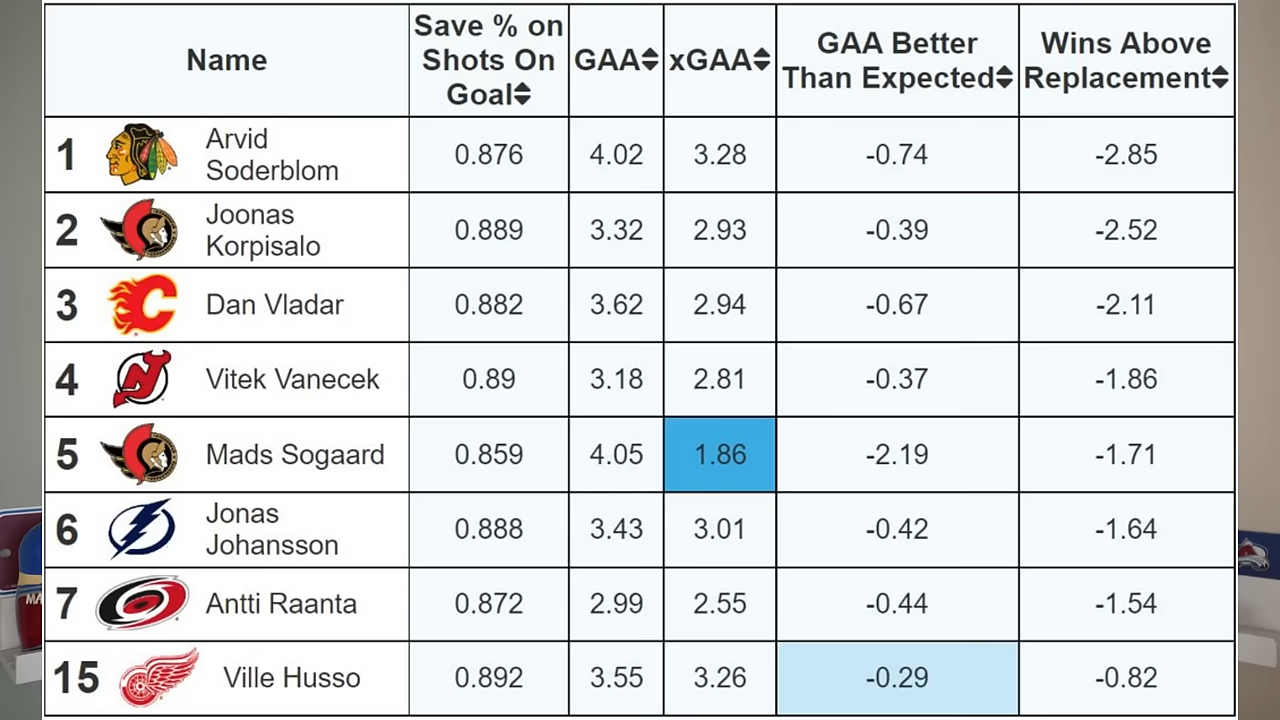 Name
Save % on
Shots On
Goal
GAA
xGAA
GAA Better
Than Expected
Wins Above
Replacement
1 Arvid
Soderblom 0.876 4.02 3.28 -0.74 -2.85
2 Joonas
Korpisalo 0.889 3.32 2.93 -0.39 -2.52
3 Dan Vladar 0.882 3.62 2.94 -0.67 -2.11
4 Vitek Vanecek 0.89 3.18 2.81 -0.37 -1.86
5 Mads Sogaard 0.859 4.05 1.86 -2.19 -1.71
6 Jonas
Johansson 0.888 3.43 3.01 -0.42 -1.64
7 Antti Raanta 0.872 2.99 2.55 -0.44 -1.54
15 Ville Husso 0.892 3.55 3.26 -0.29 -0.82